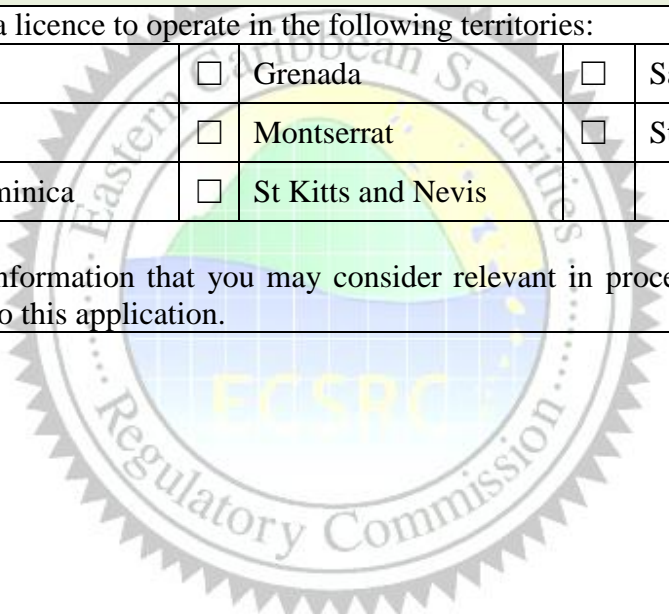 a licence to operate in the following territories:
☐ Grenada ☐ Sa
☐ Montserrat ☐ St
minica ☐ St Kitts and Nevis
nformation that you may consider relevant in proce
o this application.
Eastern Caribbean Securities
ECSRC
Regulatory Commission